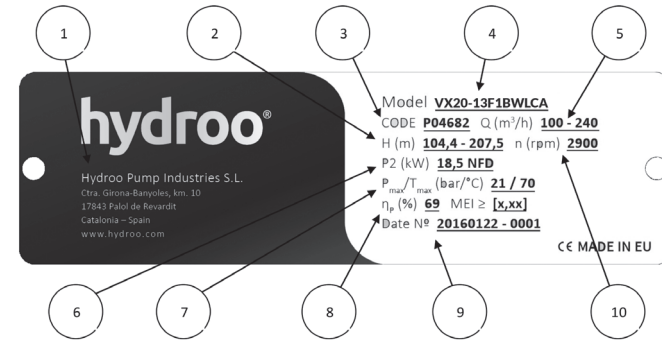 1 2 3 4 5
hydroo®
Hydroo Pump Industries S.L.
Ctra. Girona-Banyoles, km. 10
17843 Palol de Revardit
Catalonia – Spain
www.hydroo.com
Model VX20-13F1BWLCA
CODE P04682 Q (m³/h) 100 - 240
H (m) 104,4 - 207,5 n (rpm) 2900
P2 (kW) 18,5 NFD
Pmax/Tmax (bar/°C) 21 / 70
ηP (%) 69 MEI ≥ [x,xx]
Date Nº 20160122 - 0001
CE MADE IN EU
6 7 8 9 10